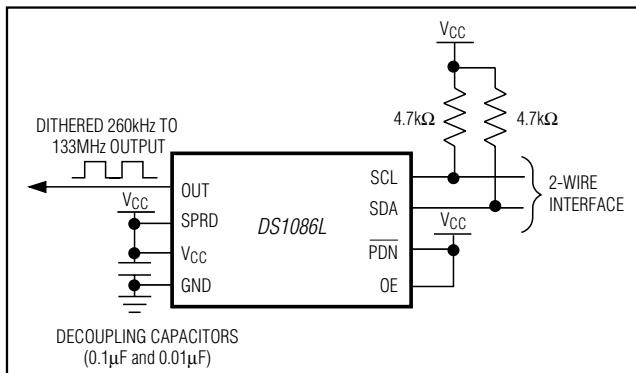 VCC
4.7kΩ
4.7kΩ
DITHERED 260kHz TO
133MHz OUTPUT
OUT
SCL
2-WIRE
INTERFACE
VCC
SPRD
DS1086L
SDA
VCC
VCC
PDN
GND
OE
DECOUPLING CAPACITORS
(0.1μF and 0.01μF)